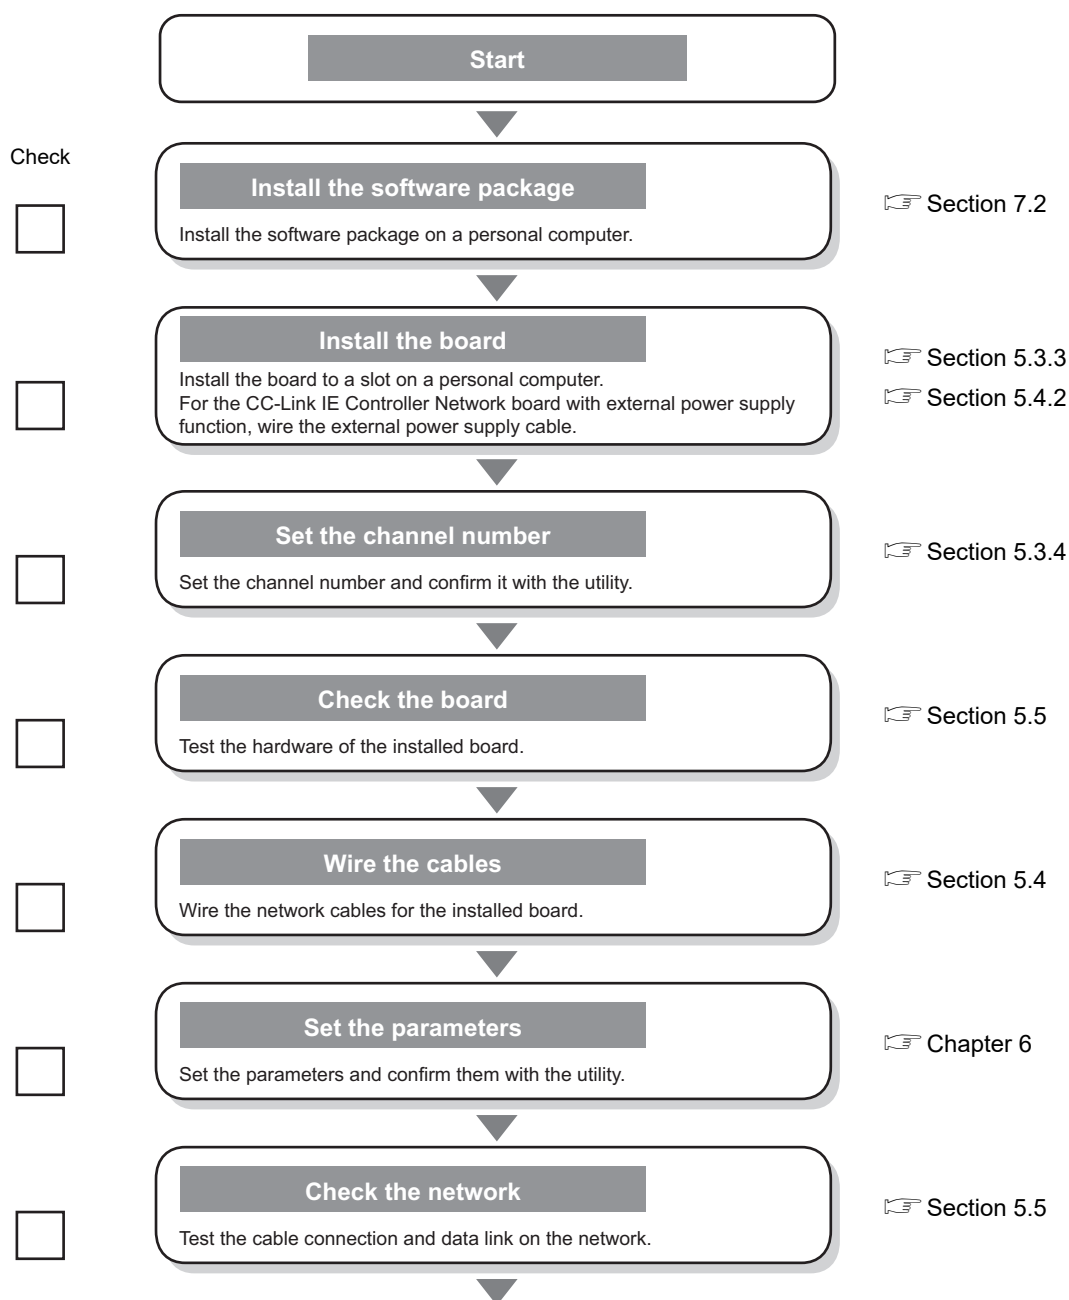 Start
Check
Install the software package
Install the software package on a personal computer.
Section 7.2
Install the board
Install the board to a slot on a personal computer.
For the CC-Link IE Controller Network board with external power supply
function, wire the external power supply cable.
Section 5.3.3
Section 5.4.2
Set the channel number
Set the channel number and confirm it with the utility.
Section 5.3.4
Check the board
Test the hardware of the installed board.
Section 5.5
Wire the cables
Wire the network cables for the installed board.
Section 5.4
Set the parameters
Set the parameters and confirm them with the utility.
Chapter 6
Check the network
Test the cable connection and data link on the network.
Section 5.5